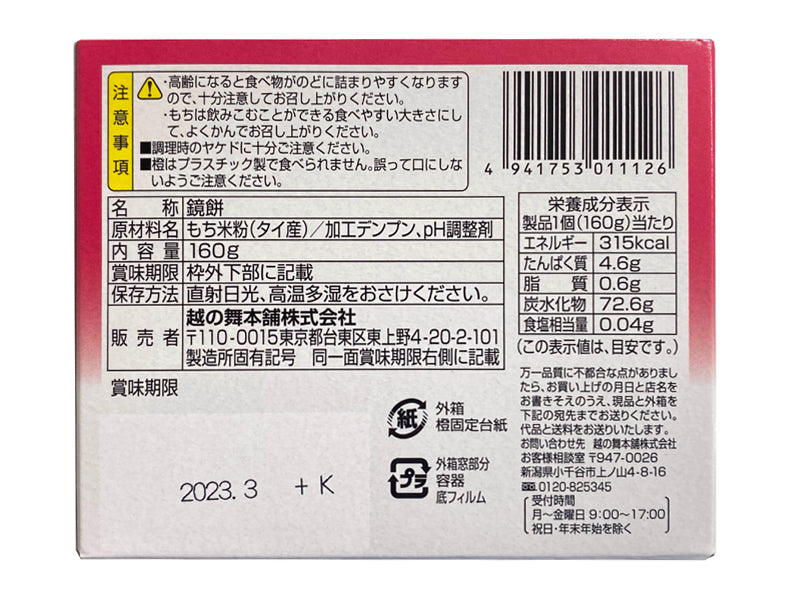 注意事項
・高齢になると食べ物がのどに詰まりやすくなります
ので、十分注意してお召し上がりください。
・もちは飲みこむことができる食べやすい大きさにし
て、よくかんでお召し上がりください。
■調理時のヤケドに十分ご注意ください。
■橙はプラスチック製で食べられません。誤って口にしな
いようご注意ください。
4 941753 011126
名称 鏡餅
原材料名 もち米粉(タイ産)/加工デンプン、pH調整剤
内容量 160g
賞味期限 枠外下部に記載
保存方法 直射日光、高温多湿をおさけください。
販売者 越の舞本舗株式会社
〒110-0015東京都台東区東上野4-20-2-101
製造所固有記号 同一面賞味期限右側に記載
栄養成分表示
製品1個(160g)当たり
エネルギー 315kcal
たんぱく質 4.6g
脂質 0.6g
炭水化物 72.6g
食塩相当量 0.04g
(この表示値は、目安です。)
賞味期限
2023.3 +K
紙
外箱
橙固定台紙
プラ
外箱窓部分
容器
底フィルム
万一品質に不都合な点がありまし
たら、お買い上げの月日と店名を
お書きそえのうえ、現品と外箱を
下記の宛先までお送りください。
代品と送料をお送りいたします。
お問い合わせ先 越の舞本舗株式会社
お客様相談室 〒947-0026
新潟県小千谷市上ノ山4-8-16
0120-825345
受付時間
月～金曜日 9:00～17:00
祝日・年末年始を除く